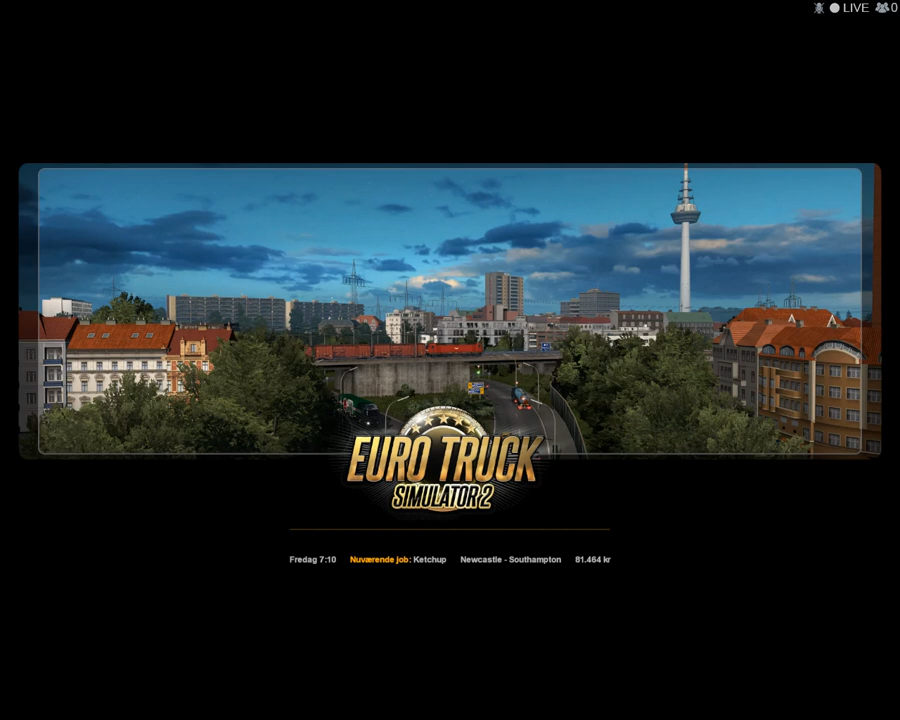 LIVE 0
EURO TRUCK
SIMULATOR 2
Fredag 7:10 Nuværende job: Ketchup Newcastle - Southampton 81.464 kr